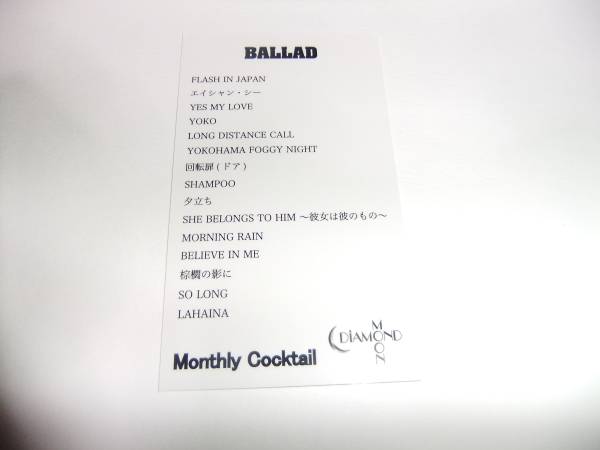 BALLAD
FLASH IN JAPAN
エイシャン・シー
YES MY LOVE
YOKO
LONG DISTANCE CALL
YOKOHAMA FOGGY NIGHT
回転扉 ( ドア )
SHAMPOO
夕立ち
SHE BELONGS TO HIM 〜彼女は彼のもの〜
MORNING RAIN
BELIEVE IN ME
棕櫚の影に
SO LONG
LAHAINA
Monthly Cocktail
DiAMOND
MOON